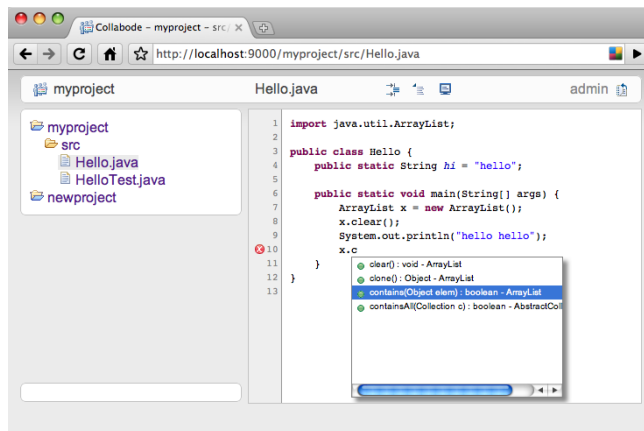 Collabode - myproject - src/
http://localhost:9000/myproject/src/Hello.java
myproject
Hello.java
admin
myproject
src
Hello.java
HelloTest.java
newproject
1 import java.util.ArrayList;
2
3 public class Hello {
4 public static String hi = "hello";
5
6 public static void main(String[] args) {
7 ArrayList x = new ArrayList();
8 x.clear();
9 System.out.println("hello hello");
10 x.c
11 }
12 }
13
clear() : void - ArrayList
clone() : Object - ArrayList
contains(Object elem) : boolean - ArrayList
containsAll(Collection c) : boolean - AbstractColl